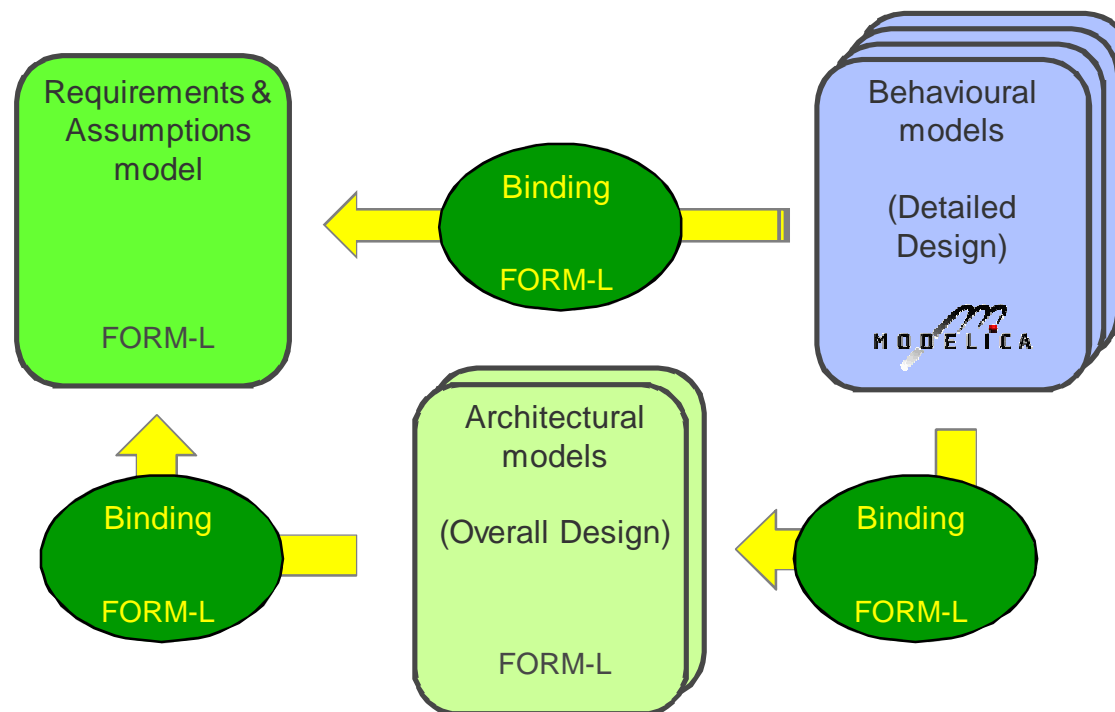 Requirements &
Assumptions
model
FORM-L
Binding
FORM-L
Behavioural
models
(Detailed
Design)
MODELICA
Architectural
models
(Overall Design)
FORM-L
Binding
FORM-L
Binding
FORM-L